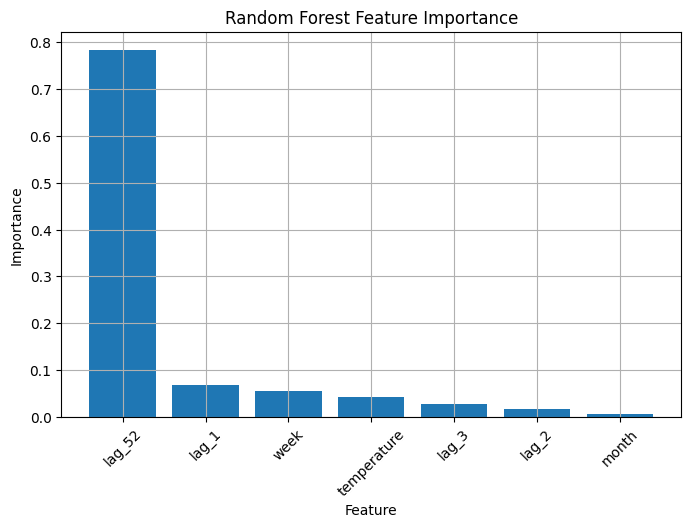 Random Forest Feature Importance
0.8
0.7
0.6
0.5
0.4
0.3
0.2
0.1
0.0
Importance
lag_52
lag_1
week
temperature
lag_3
lag_2
month
Feature